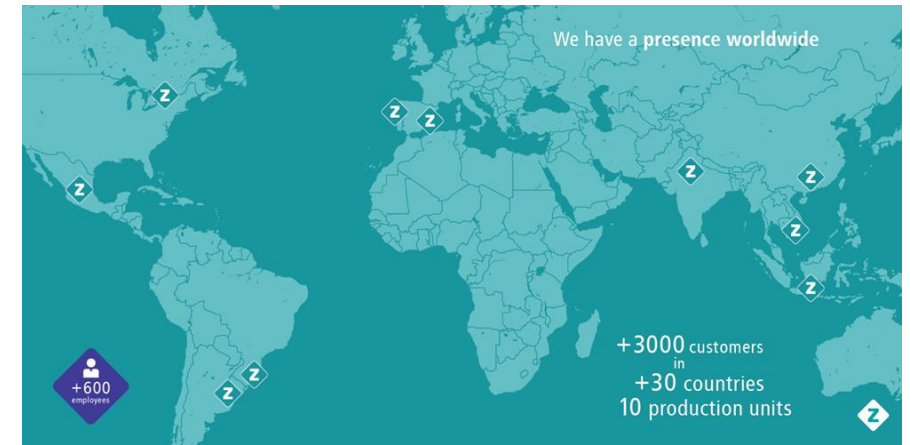 We have a presence worldwide
Z
Z
Z
Z
Z
Z
Z
Z
Z
Z
+3000 customers
in
+30 countries
10 production units
+600
employees
Z